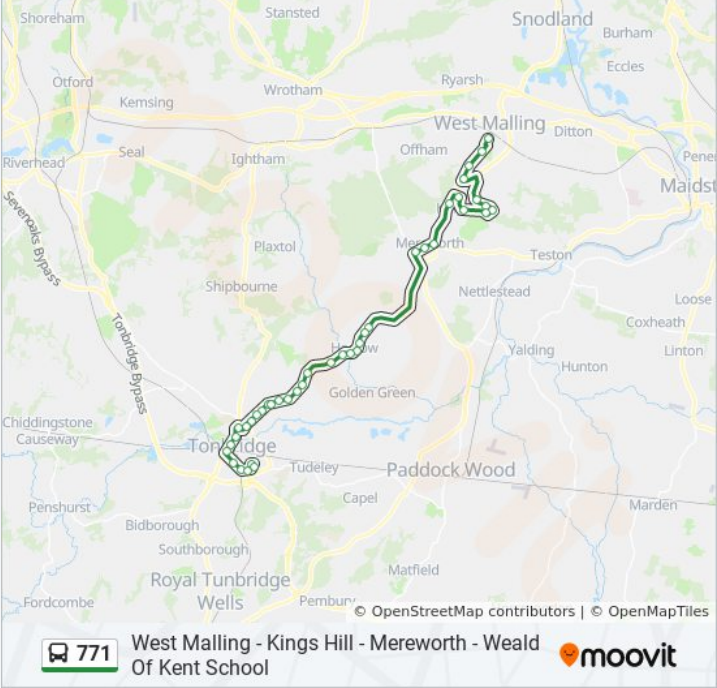 Shoreham
Stansted
Snodland
Burham
Eccles
Otford
Wrotham
Ryarsh
Kemsing
West Malling
Ditton
Offham
Seal
Ightham
Riverhead
Sevenoaks Bypass
Plaxtol
Teston
Shipbourne
Nettlestead
Loose
Coxheath
Tonbridge Bypass
Yalding
Linton
Hunton
Golden Green
Chiddingstone
Causeway
Tudeley
Paddock Wood
Penshurst
Capel
Marden
Bidborough
Southborough
Matfield
Royal Tunbridge
Wells
Fordcombe
Pembury
© OpenStreetMap contributors | © OpenMapTiles
771
West Malling - Kings Hill - Mereworth - Weald
Of Kent School
moovit